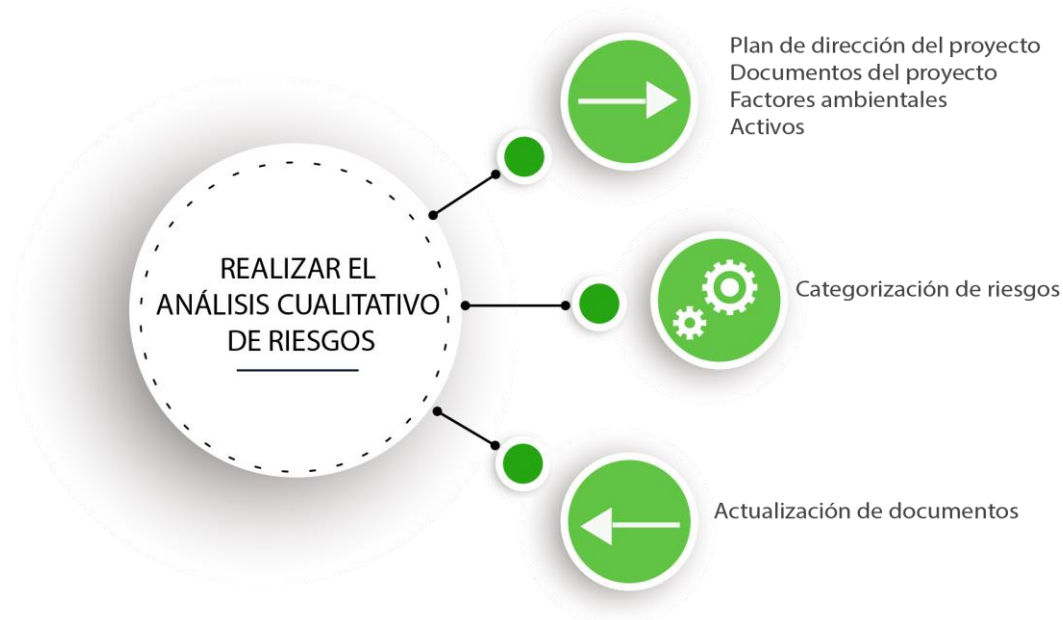 Plan de dirección del proyecto
Documentos del proyecto
Factores ambientales
Activos
REALIZAR EL
ANÁLISIS CUALITATIVO
DE RIESGOS
Categorización de riesgos
Actualización de documentos